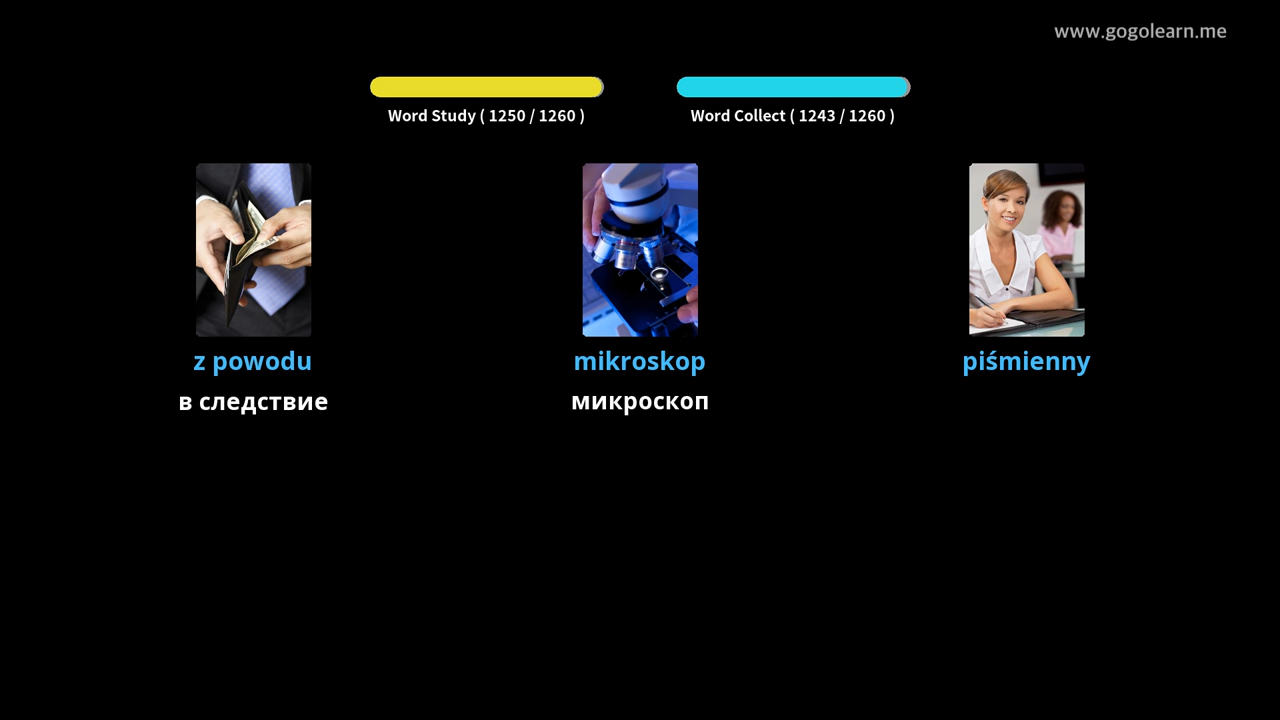 www.gogolearn.me
Word Study ( 1250 / 1260 )
Word Collect ( 1243 / 1260 )
z powodu
mikroskop
piśmienny
в следствие
микроскоп